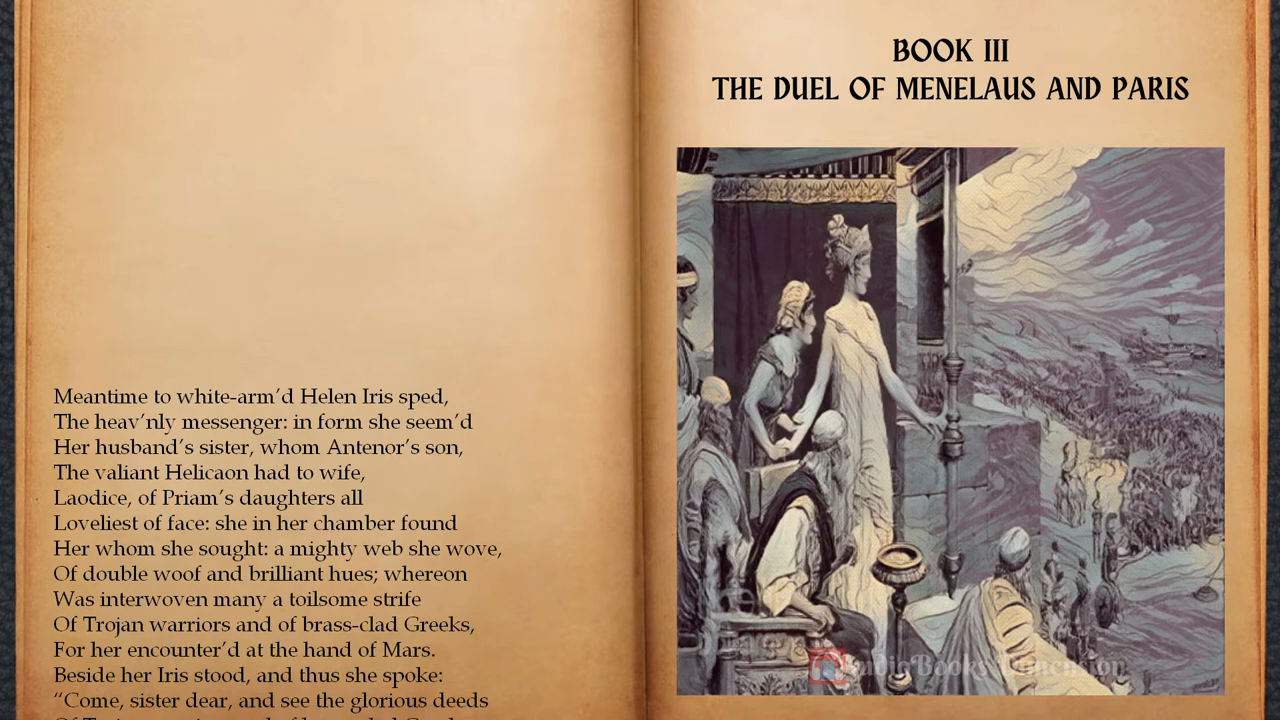 Meantime to white-arm’d Helen Iris sped,
The heav’nly messenger: in form she seem’d
Her husband’s sister, whom Antenor’s son,
The valiant Helicaon had to wife,
Laodice, of Priam’s daughters all
Loveliest of face: she in her chamber found
Her whom she sought: a mighty web she wove,
Of double woof and brilliant hues; whereon
Was interwoven many a toilsome strife
Of Trojan warriors and of brass-clad Greeks,
For her encounter’d at the hand of Mars.
Beside her Iris stood, and thus she spoke:
“Come, sister dear, and see the glorious deeds
BOOK III
THE DUEL OF MENELAUS AND PARIS
AudioBooks Dimension